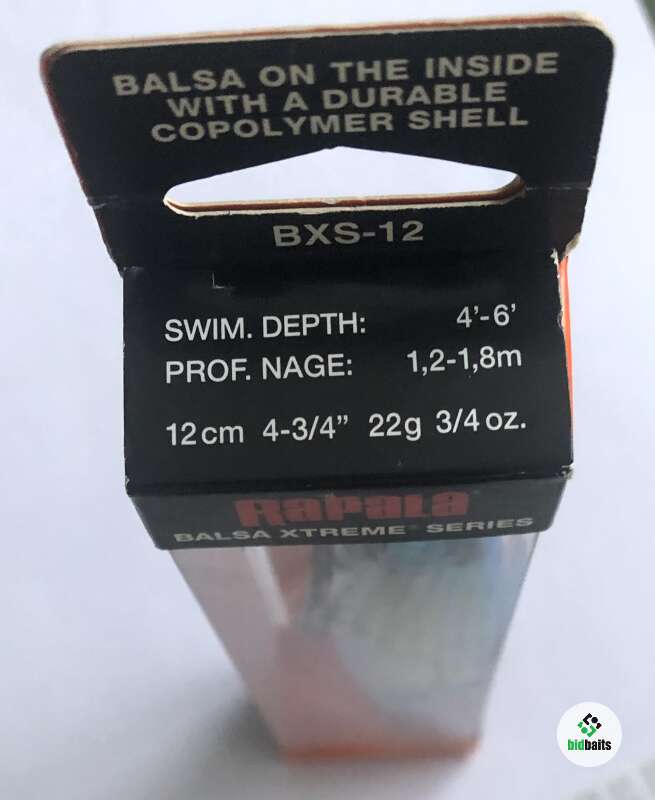 BALSA ON THE INSIDE
WITH A DURABLE
COPOLYMER SHELL
BXS-12
SWIM. DEPTH: 4'-6'
PROF. NAGE: 1,2-1,8m
12cm 4-3/4" 22g 3/4 oz.
Rapala
BALSA XTREME® SERIES
bidbaits